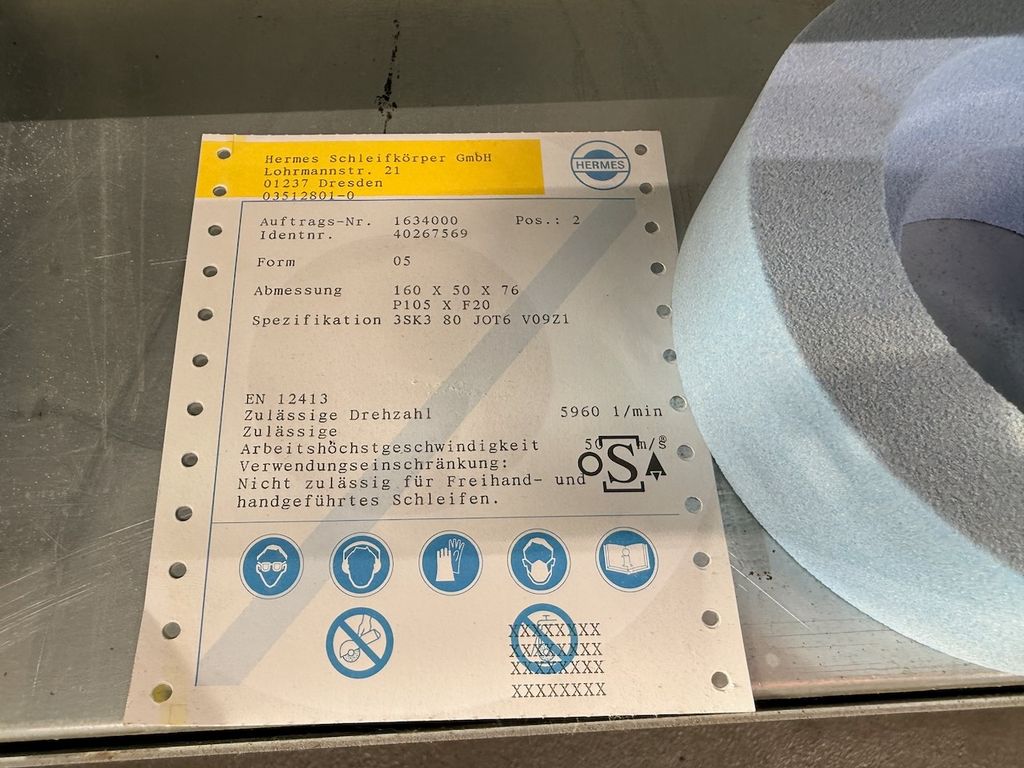 Hermes Schleifkörper GmbH
Lohrmannstr. 21
01237 Dresden
03512801-0
HERMES
Auftrags-Nr. 1634000 Pos.: 2
Identnr. 40267569
Form 05
Abmessung 160 X 50 X 76
P105 X F20
Spezifikation 3SK3 80 JOT6 V09Z1
EN 12413
Zulässige Drehzahl 5960 1/min
Zulässige
Arbeitshöchstgeschwindigkeit 50 m/s
Verwendungseinschränkung:
Nicht zulässig für Freihand- und
handgeführtes Schleifen.
oS®
XXXXXXXX
XXXXXXXX
XXXXXXXX
XXXXXXXX